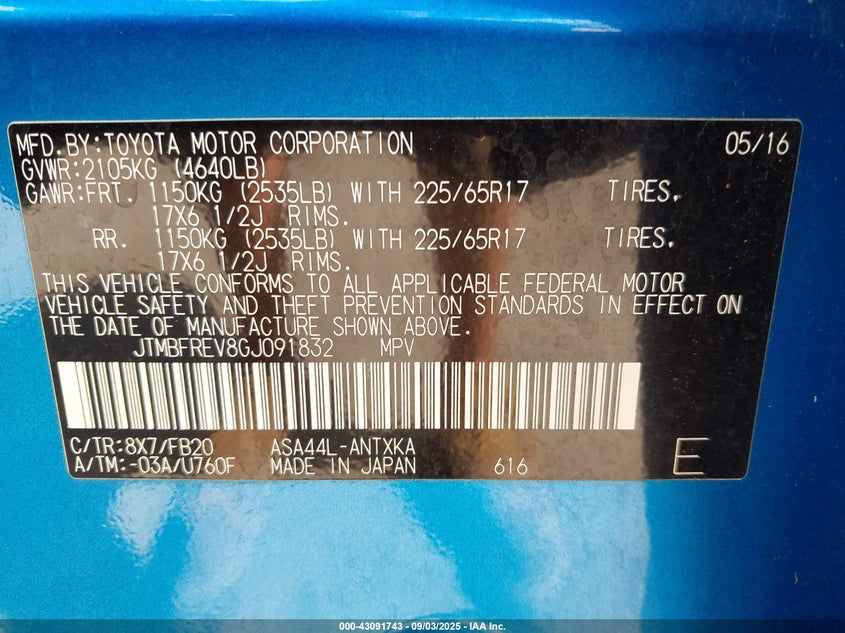 MFD.BY:TOYOTA MOTOR CORPORATION 05/16
GVWR:2105KG (4640LB)
GAWR:FRT. 1150KG (2535LB) WITH 225/65R17 TIRES,
17X6 1/2J RIMS.
RR. 1150KG (2535LB) WITH 225/65R17 TIRES.
17X6 1/2J RIMS.
THIS VEHICLE CONFORMS TO ALL APPLICABLE FEDERAL MOTOR
VEHICLE SAFETY AND THEFT PREVENTION STANDARDS IN EFFECT ON
THE DATE OF MANUFACTURE SHOWN ABOVE.
JTMBFREV8GJ091832 MPV
C/TR:8X7/FB20 ASA44L-ANTXKA
A/TM:-03A/U760F MADE IN JAPAN 616 E
000-43091743 - 09/03/2025 - IAA Inc.